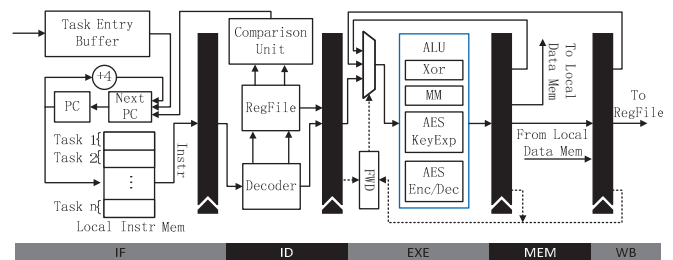 Task Entry
Buffer
+4
PC
Next
PC
Task 1
Task 2
...
Task n
Local Instr Mem
Instr
Comparison
Unit
RegFile
Decoder
FWD
ALU
Xor
MM
AES
KeyExp
AES
Enc/Dec
To Local
Data Mem
From Local
Data Mem
To
RegFile
IF
ID
EXE
MEM
WB